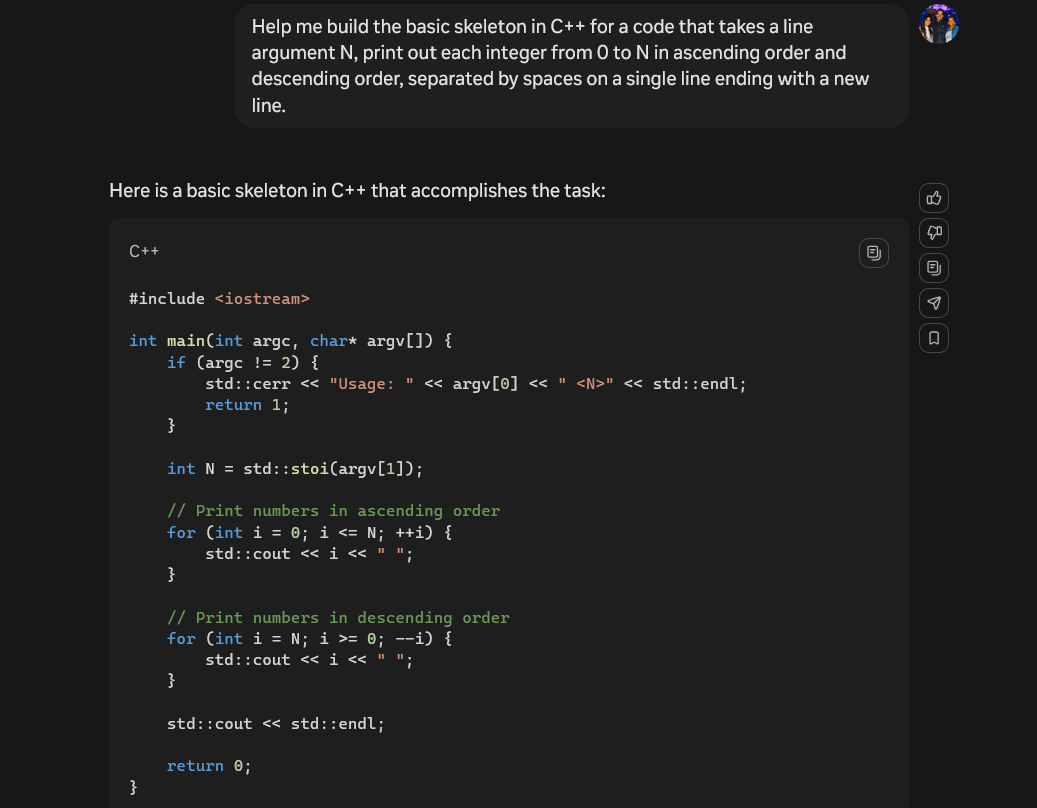 Help me build the basic skeleton in C++ for a code that takes a line
argument N, print out each integer from 0 to N in ascending order and
descending order, separated by spaces on a single line ending with a new
line.
Here is a basic skeleton in C++ that accomplishes the task:
C++
#include <iostream>
int main(int argc, char* argv[]) {
    if (argc != 2) {
        std::cerr << "Usage: " << argv[0] << " <N>" << std::endl;
        return 1;
    }
    int N = std::stoi(argv[1]);
    // Print numbers in ascending order
    for (int i = 0; i <= N; ++i) {
        std::cout << i << " ";
    }
    // Print numbers in descending order
    for (int i = N; i >= 0; --i) {
        std::cout << i << " ";
    }
    std::cout << std::endl;
    return 0;
}